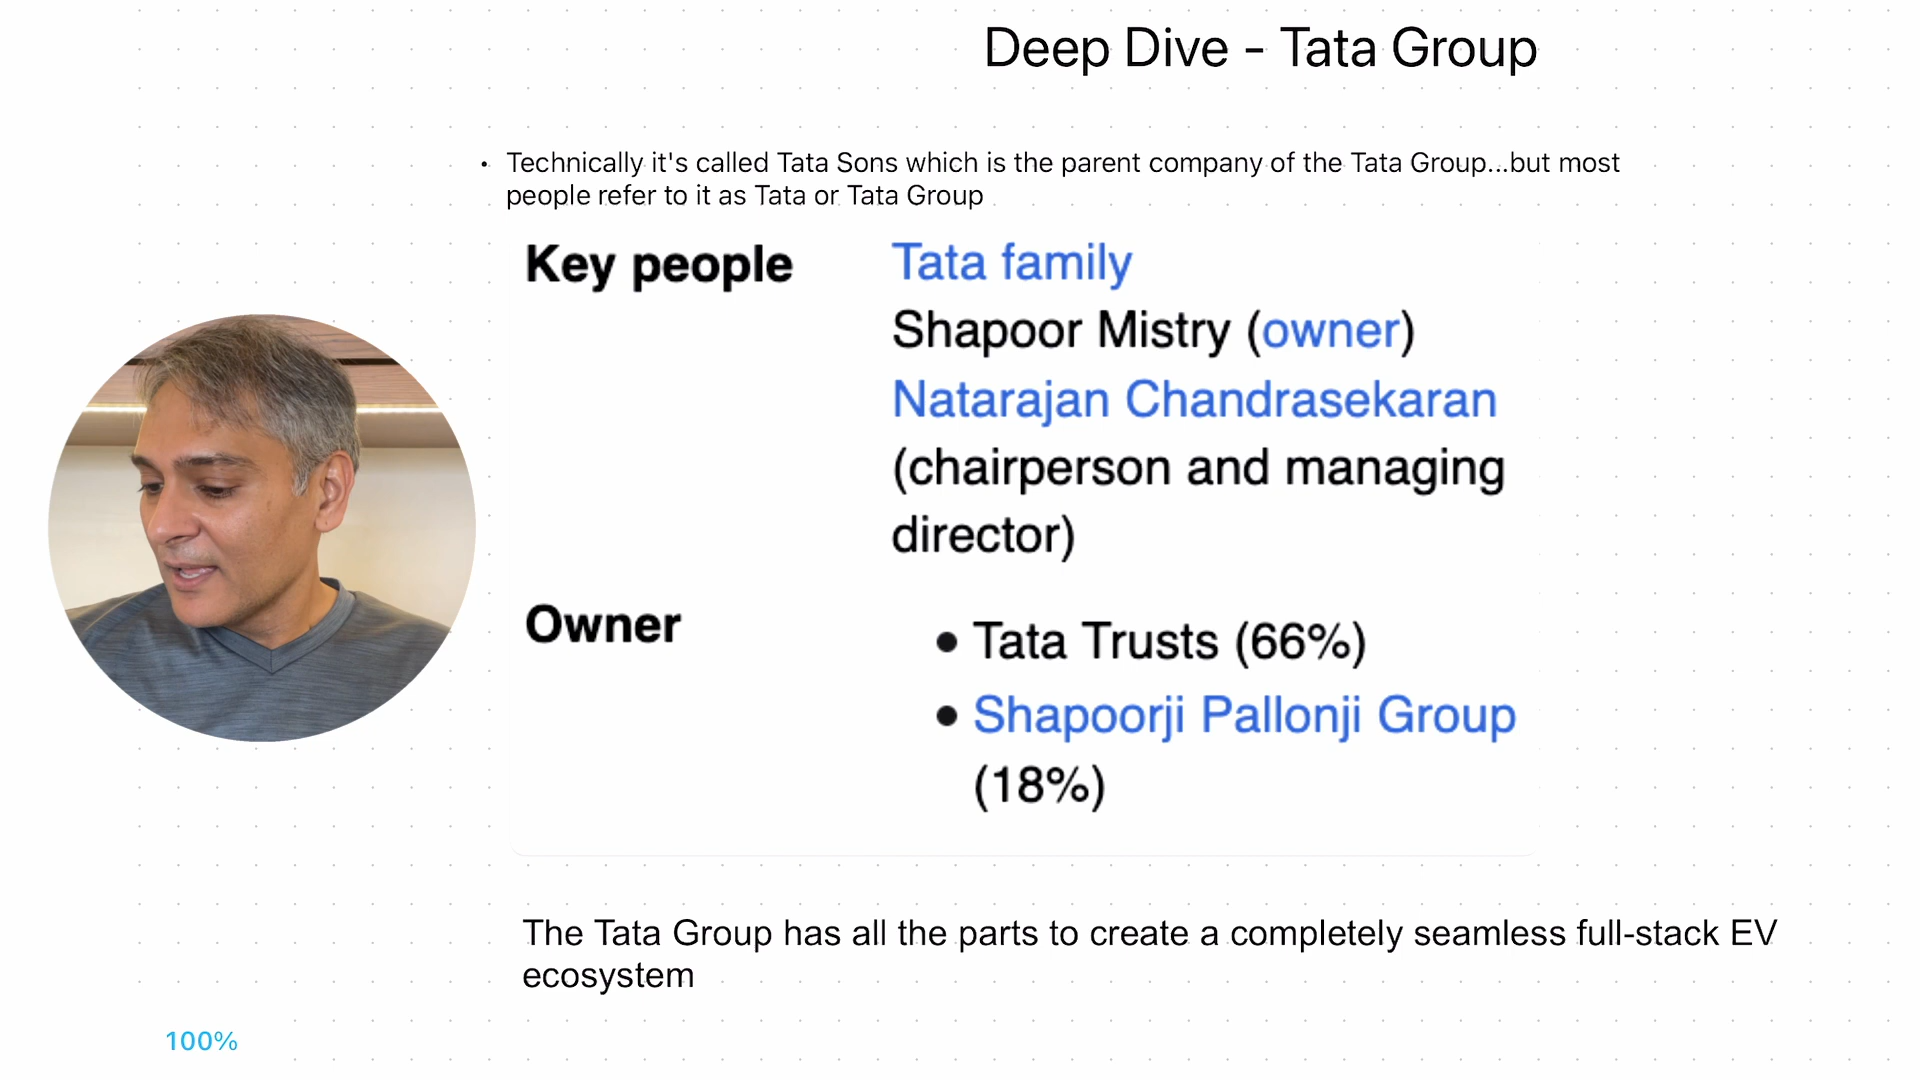 Deep Dive - Tata Group
• Technically it's called Tata Sons which is the parent company of the Tata Group...but most
people refer to it as Tata or Tata Group
Key people
Tata family
Shapoor Mistry (owner)
Natarajan Chandrasekaran
(chairperson and managing
director)
Owner
• Tata Trusts (66%)
• Shapoorji Pallonji Group
(18%)
The Tata Group has all the parts to create a completely seamless full-stack EV
ecosystem
100%